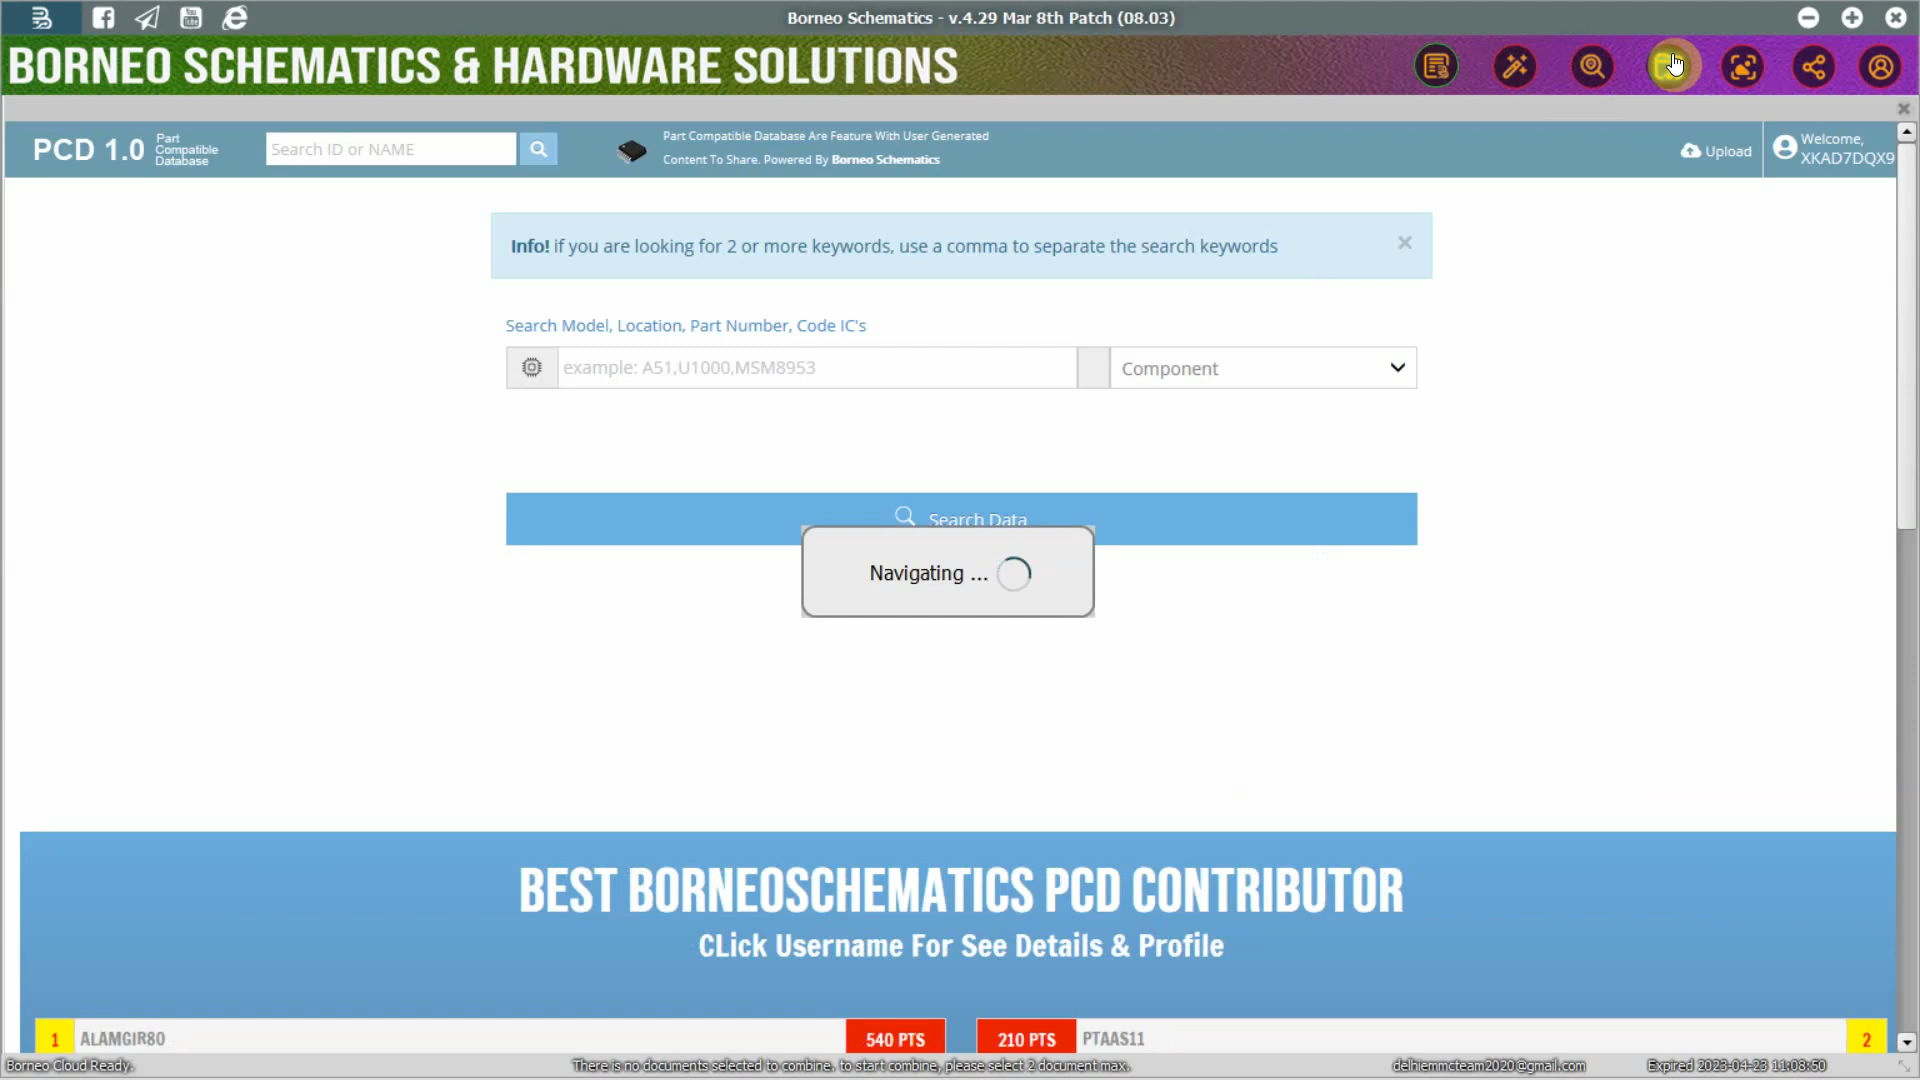 Borneo Schematics - v.4.29 Mar 8th Patch (08.03)
BORNEO SCHEMATICS & HARDWARE SOLUTIONS
PCD 1.0
Part
Compatible
Database
Search ID or NAME
Part Compatible Database Are Feature With User Generated
Content To Share. Powered By Borneo Schematics
Upload
Welcome,
XKAD7DQX9
Info! if you are looking for 2 or more keywords, use a comma to separate the search keywords
Search Model, Location, Part Number, Code IC's
example: A51,U1000,MSM8953
Component
Search Data
Navigating ...
BEST BORNEOSCHEMATICS PCD CONTRIBUTOR
CLick Username For See Details & Profile
1 ALAMGIR80 540 PTS
210 PTS PTAAS11 2
Borneo Cloud Ready.
There is no documents selected to combine. to start combine, please select 2 document max.
delhiemmcteam2020@gmail.com
Expired 2023-04-23 11:08:50